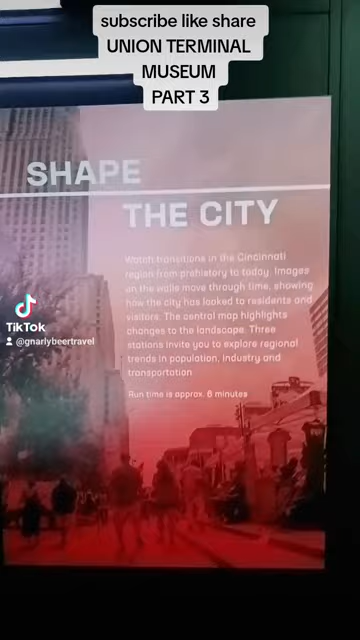 subscribe like share
UNION TERMINAL
MUSEUM
PART 3
SHAPE
THE CITY
Watch transitions in the Cincinnati
region from prehistory to today. Images
on the walls move through time, showing
how the city has looked to residents and
visitors. The central map highlights
changes to the landscape. Three
stations invite you to explore regional
trends in population, industry and
transportation
Run time is approx. 6 minutes
TikTok
@gnarlybeertravel